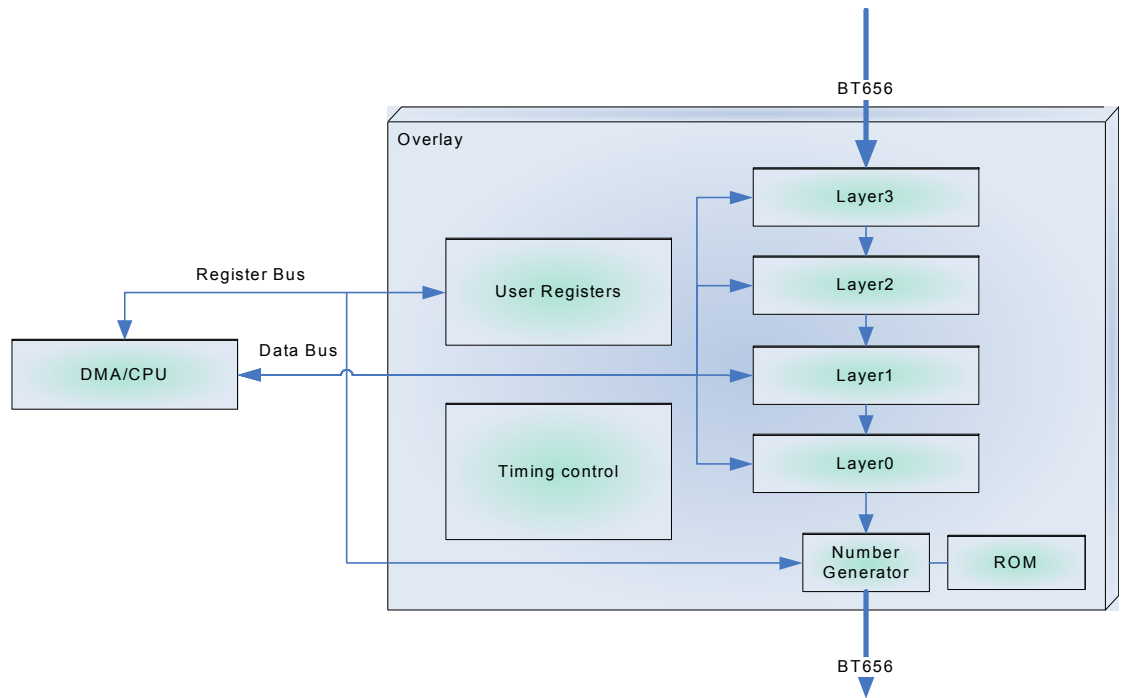 BT656
Overlay
Layer3
Register Bus
User Registers
Layer2
Data Bus
DMA/CPU
Layer1
Timing control
Layer0
Number
Generator
ROM
BT656